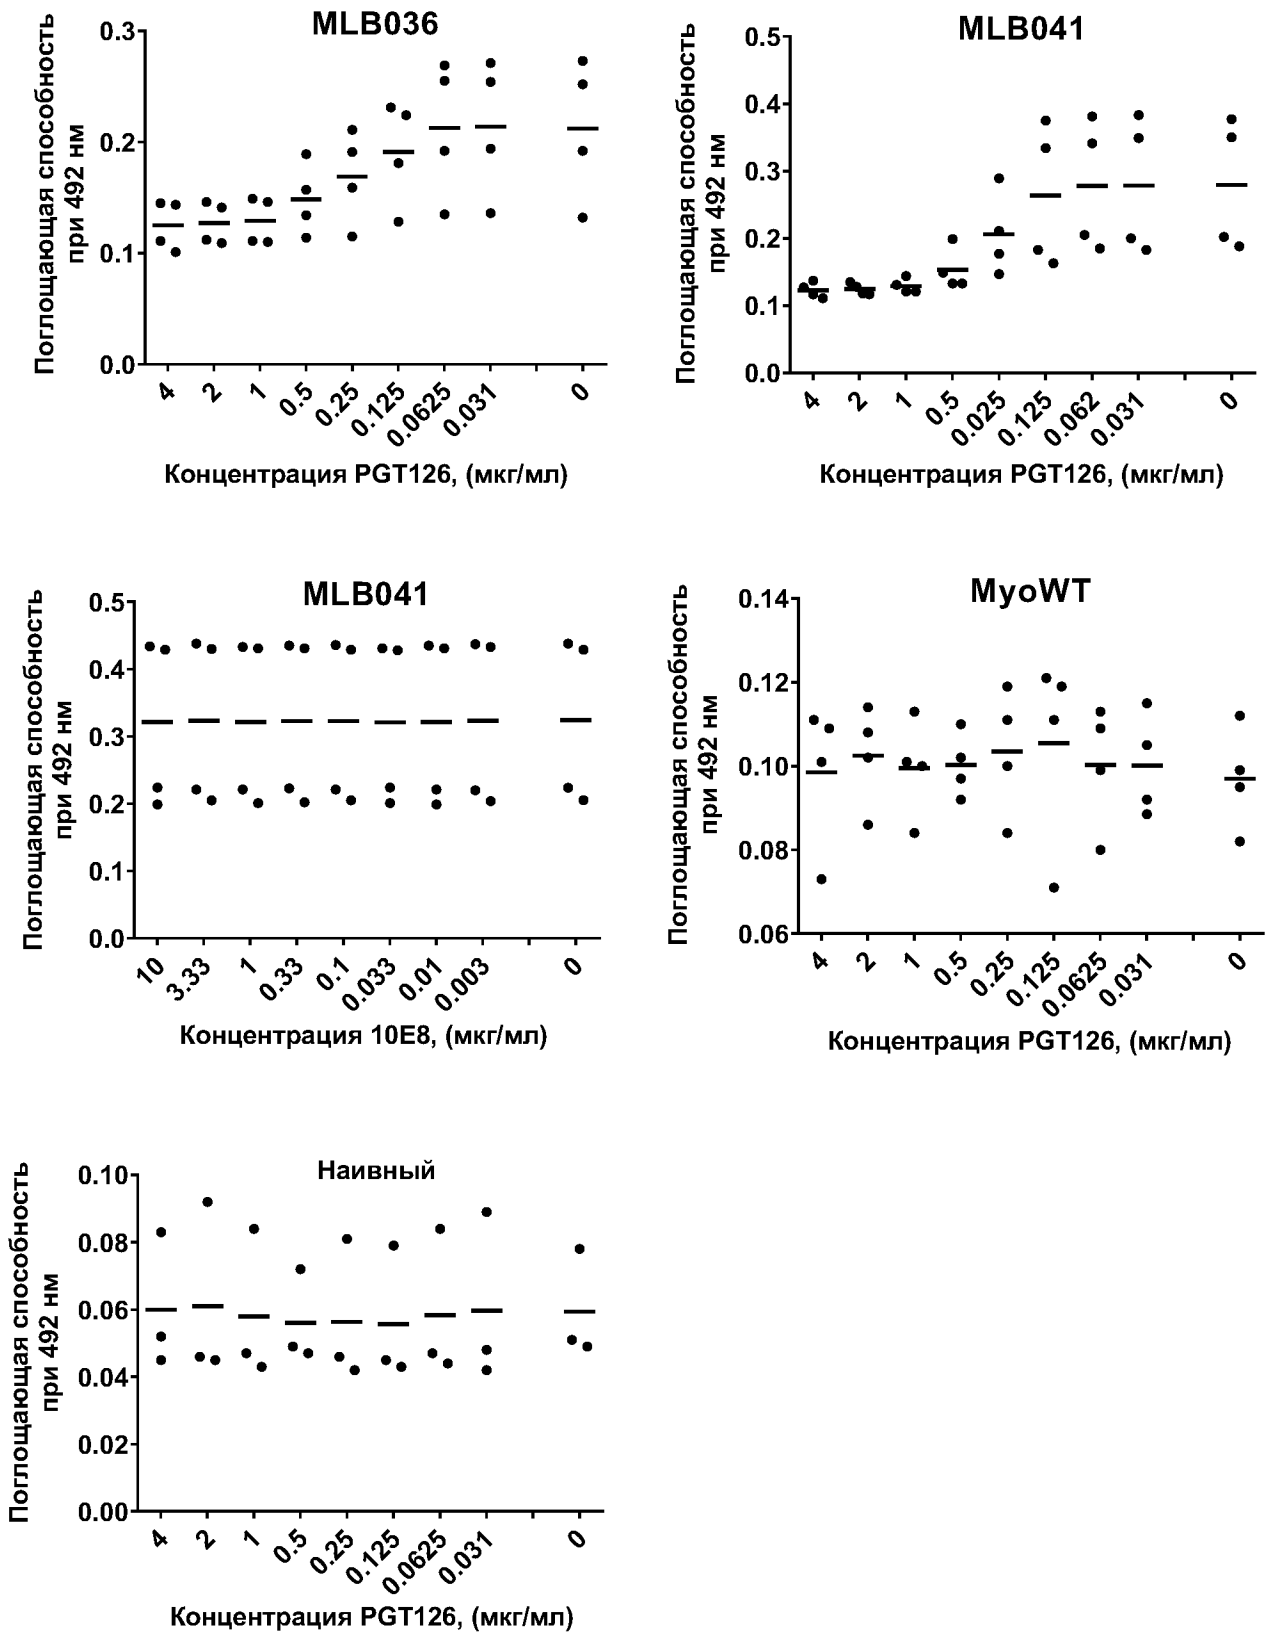 MLB036
Поглощающая способность
при 492 нм
0.3
0.2
0.1
0.0
4 2 1 0.5 0.25 0.125 0.0625 0.031 0
Концентрация PGT126, (мкг/мл)
MLB041
Поглощающая способность
при 492 нм
0.5
0.4
0.3
0.2
0.1
0.0
4 2 1 0.5 0.025 0.125 0.062 0.031 0
Концентрация PGT126, (мкг/мл)
MLB041
Поглощающая способность
при 492 нм
0.5
0.4
0.3
0.2
0.1
0.0
10 3.33 1 0.33 0.1 0.033 0.01 0.003 0
Концентрация 10E8, (мкг/мл)
MyoWT
Поглощающая способность
при 492 нм
0.14
0.12
0.10
0.08
0.06
4 2 1 0.5 0.25 0.125 0.0625 0.031 0
Концентрация PGT126, (мкг/мл)
Наивный
Поглощающая способность
при 492 нм
0.10
0.08
0.06
0.04
0.02
0.00
4 2 1 0.5 0.25 0.125 0.0625 0.031 0
Концентрация PGT126, (мкг/мл)